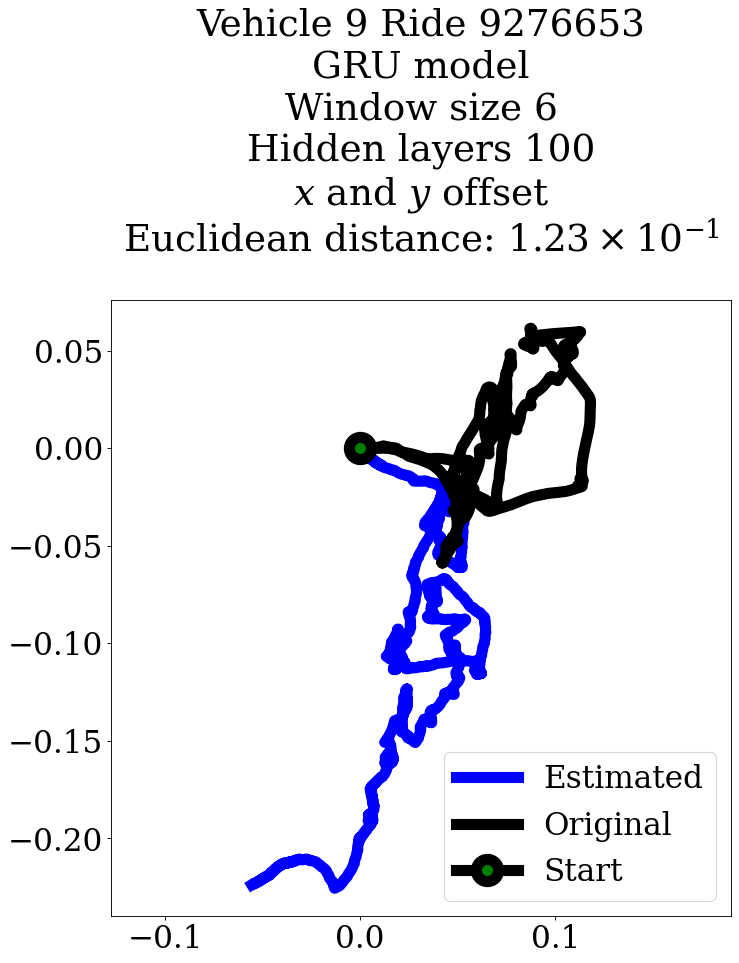 Vehicle 9 Ride 9276653
GRU model
Window size 6
Hidden layers 100
x and y offset
Euclidean distance: 1.23 × 10⁻¹
0.05
0.00
−0.05
−0.10
−0.15
−0.20
Estimated
Original
Start
−0.1
0.0
0.1